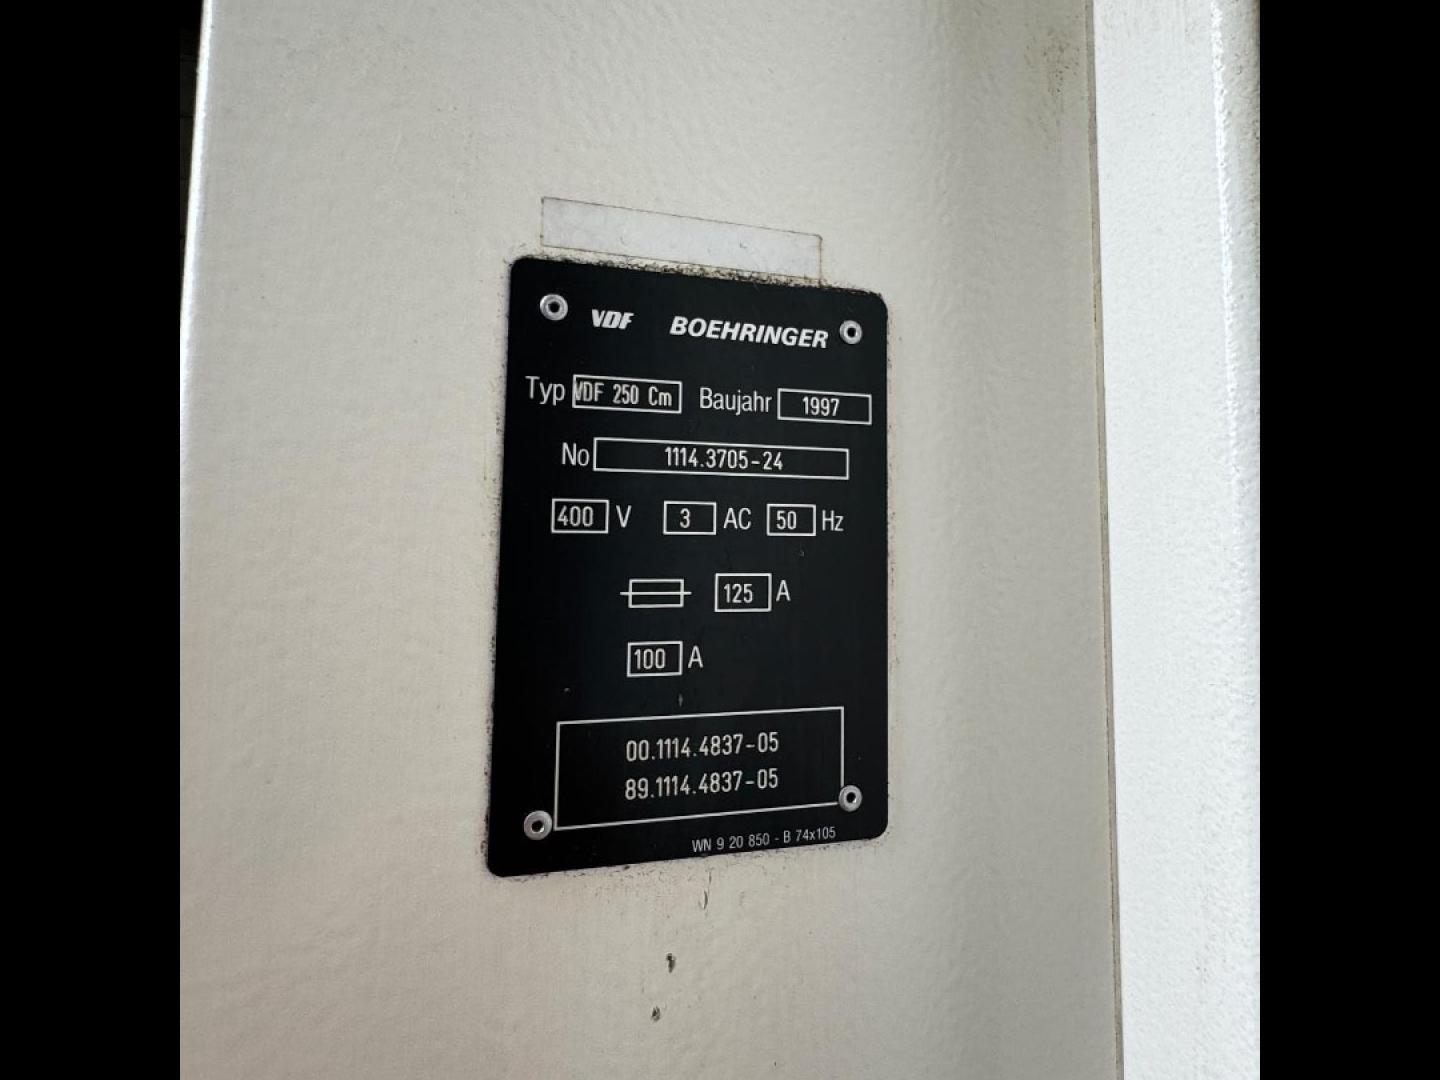 VDF BOEHRINGER
Typ VDF 250 Cm Baujahr 1997
No 1114.3705-24
400 V 3 AC 50 Hz
125 A
100 A
00.1114.4837-05
89.1114.4837-05
WN 9 20 850 - B 74x105